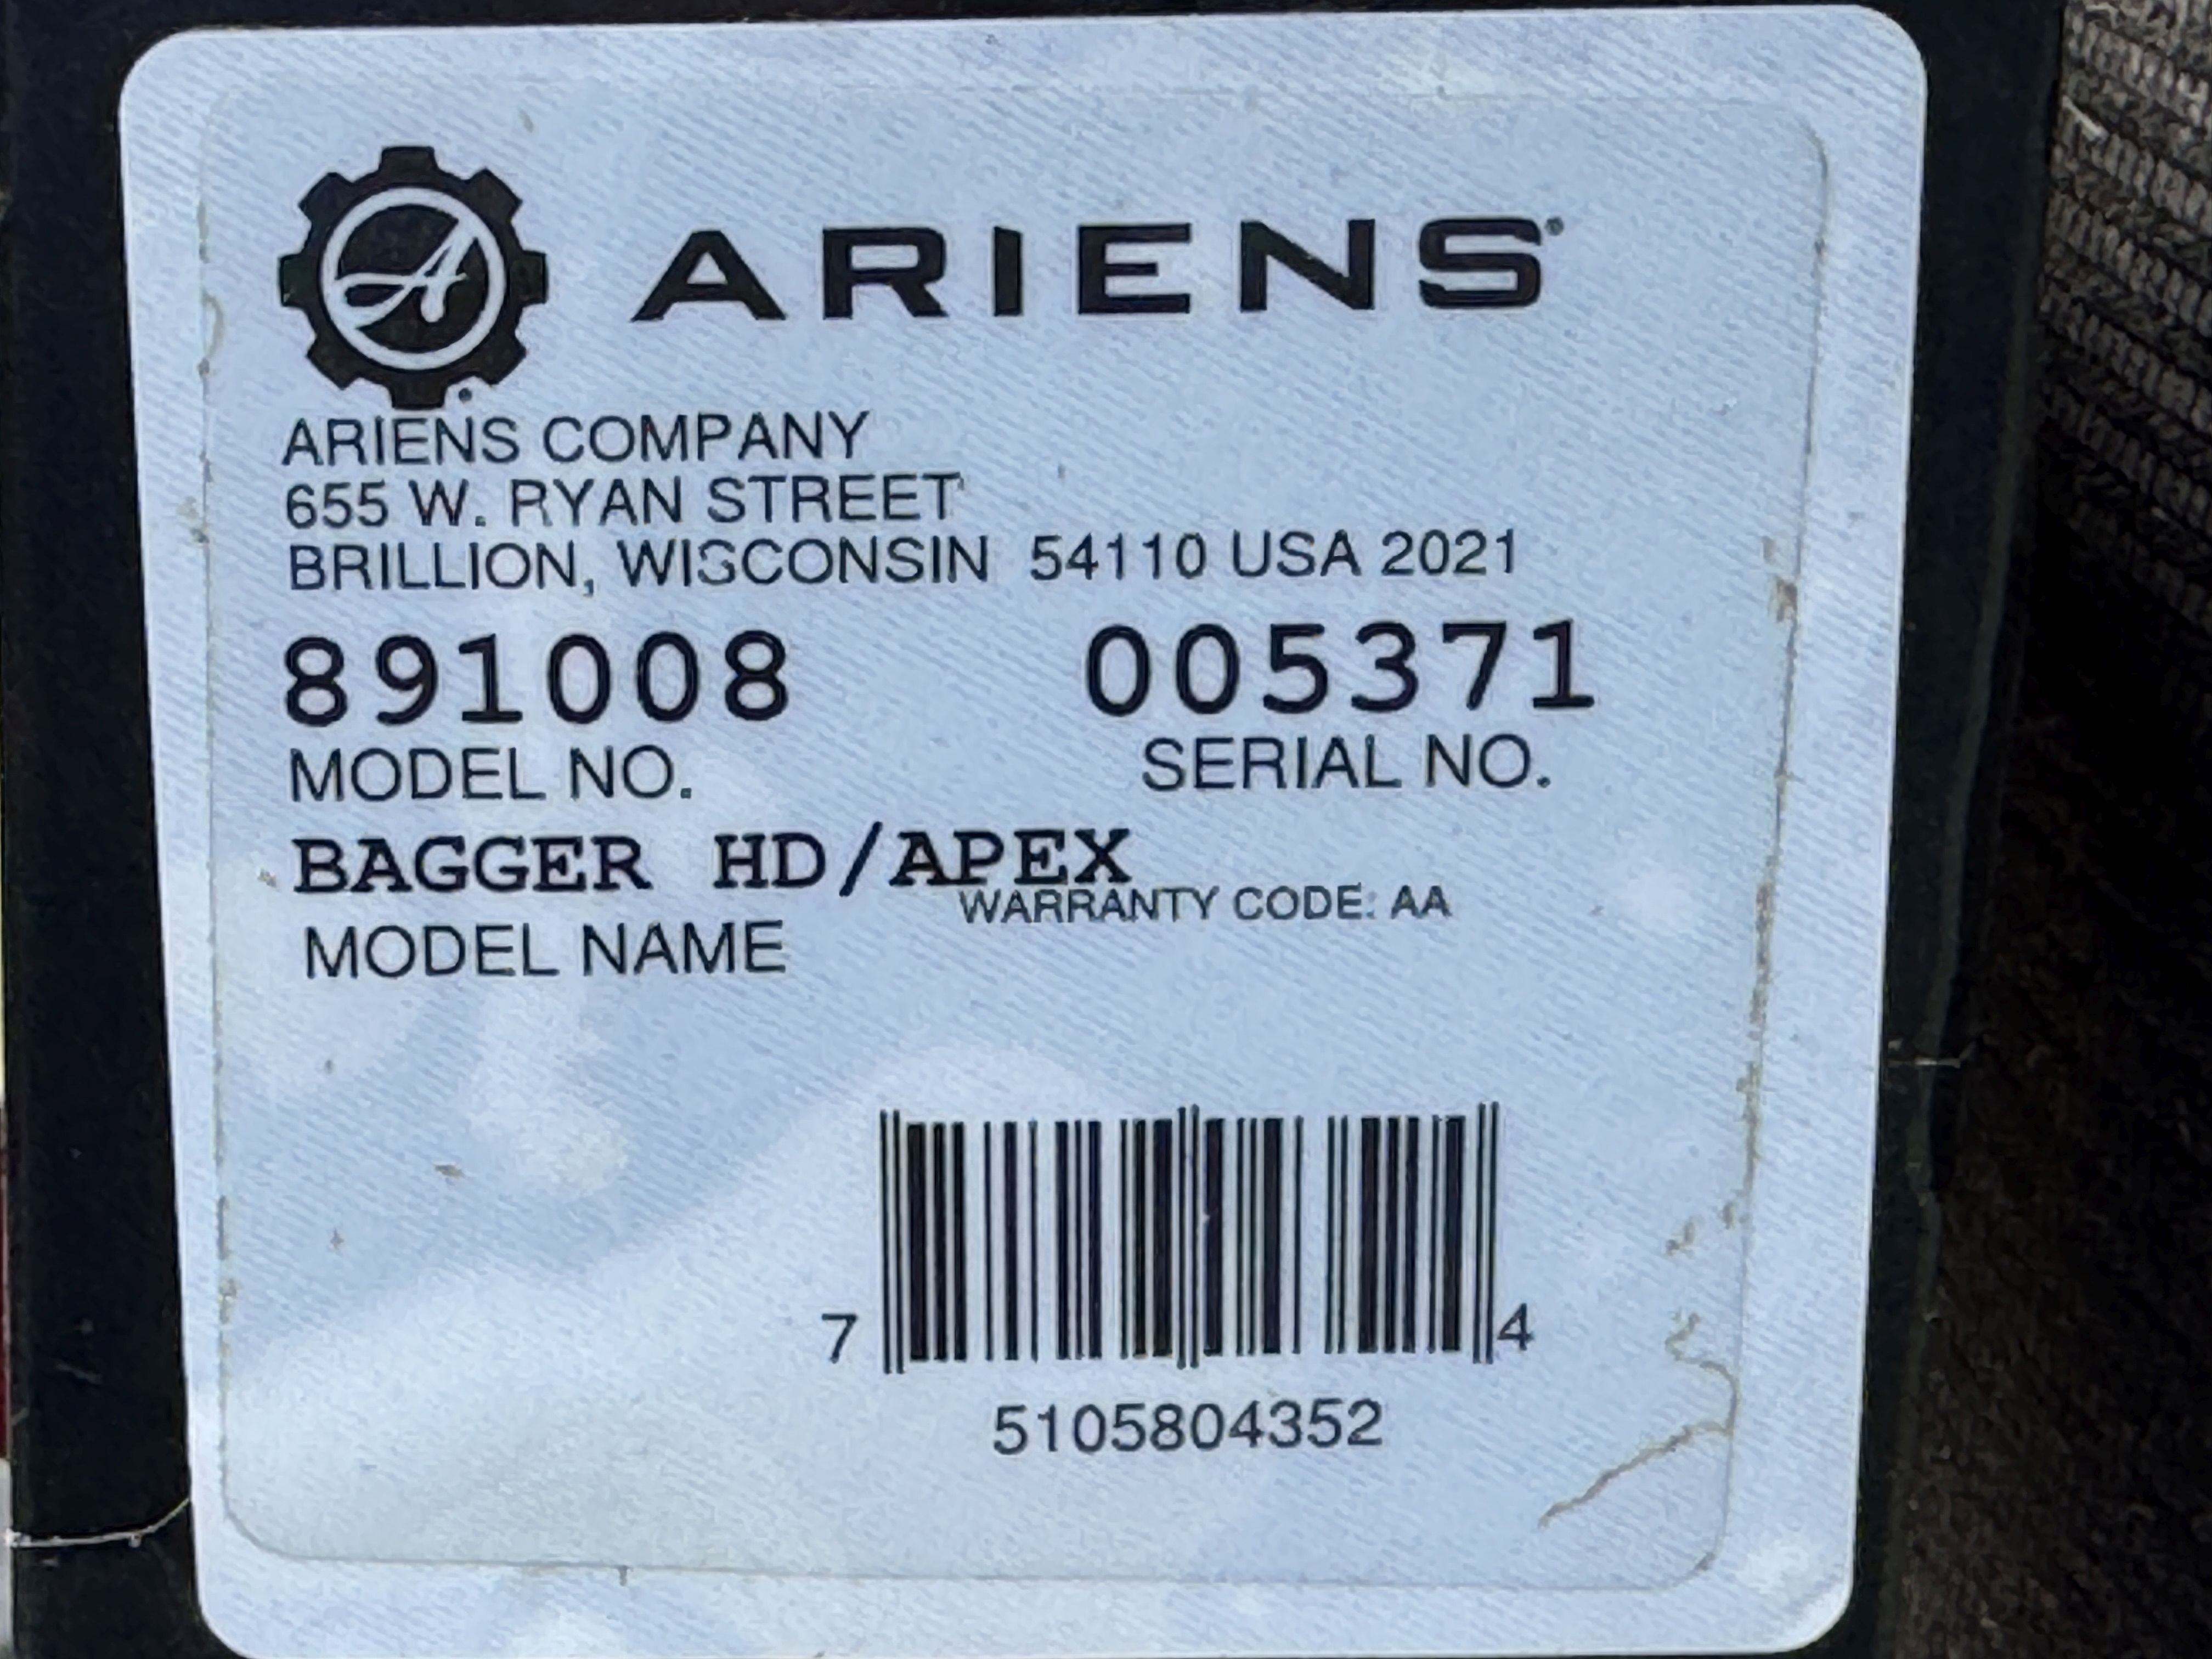 ARIENS
ARIENS COMPANY
655 W. RYAN STREET
BRILLION, WISCONSIN 54110 USA 2021
891008 005371
MODEL NO. SERIAL NO.
BAGGER HD/APEX
WARRANTY CODE: AA
MODEL NAME
7 4
5105804352